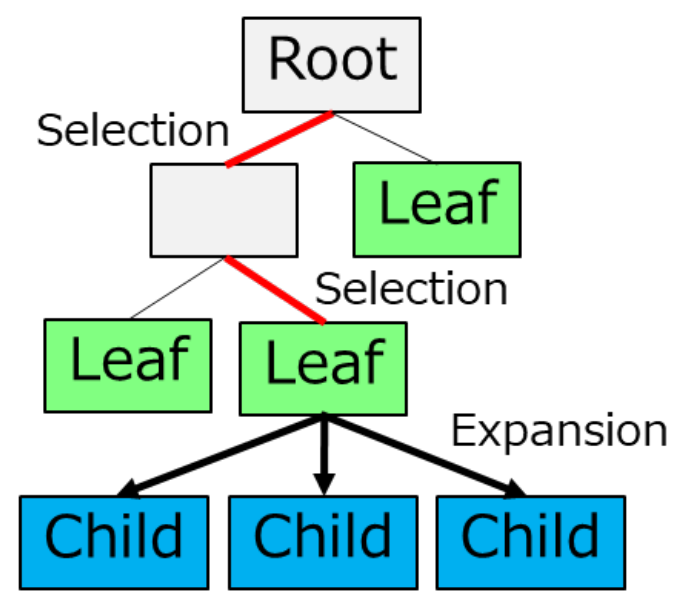 Root
Selection
Leaf
Selection
Leaf
Leaf
Expansion
Child
Child
Child